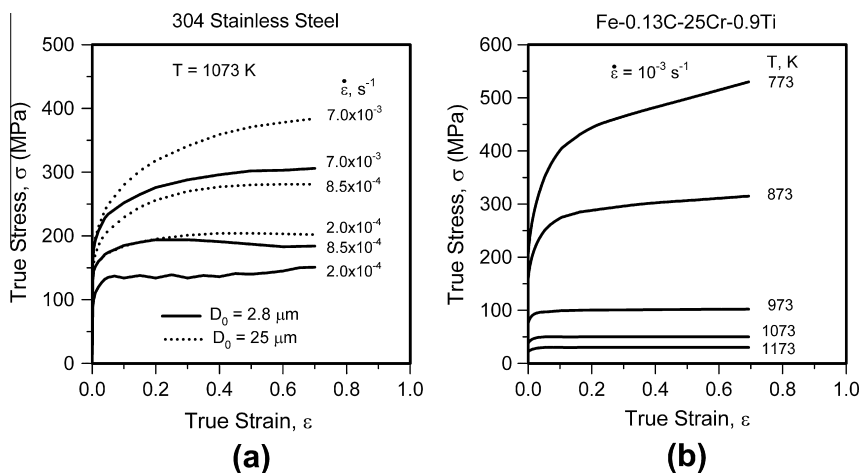 304 Stainless Steel
500
400
300
200
100
0
True Stress, σ (MPa)
T = 1073 K
ε̇, s⁻¹
7.0x10⁻³
7.0x10⁻³
8.5x10⁻⁴
2.0x10⁻⁴
8.5x10⁻⁴
2.0x10⁻⁴
D₀ = 2.8 μm
D₀ = 25 μm
0.0 0.2 0.4 0.6 0.8 1.0
True Strain, ε
(a)
Fe-0.13C-25Cr-0.9Ti
600
500
400
300
200
100
0
True Stress, σ (MPa)
ε̇ = 10⁻³ s⁻¹
T, K
773
873
973
1073
1173
0.0 0.2 0.4 0.6 0.8 1.0
True Strain, ε
(b)